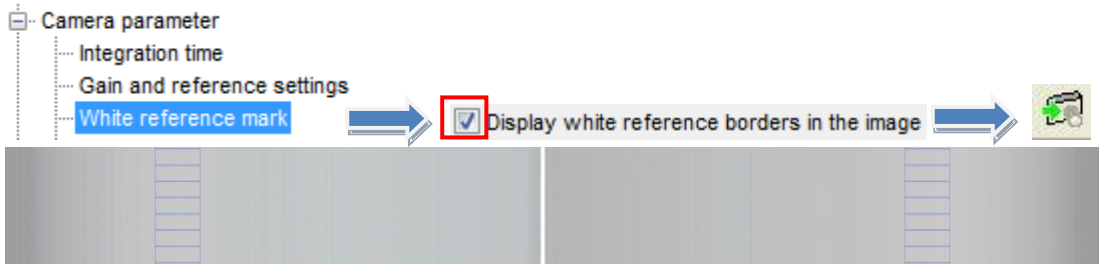 Camera parameter
Integration time
Gain and reference settings
White reference mark
Display white reference borders in the image